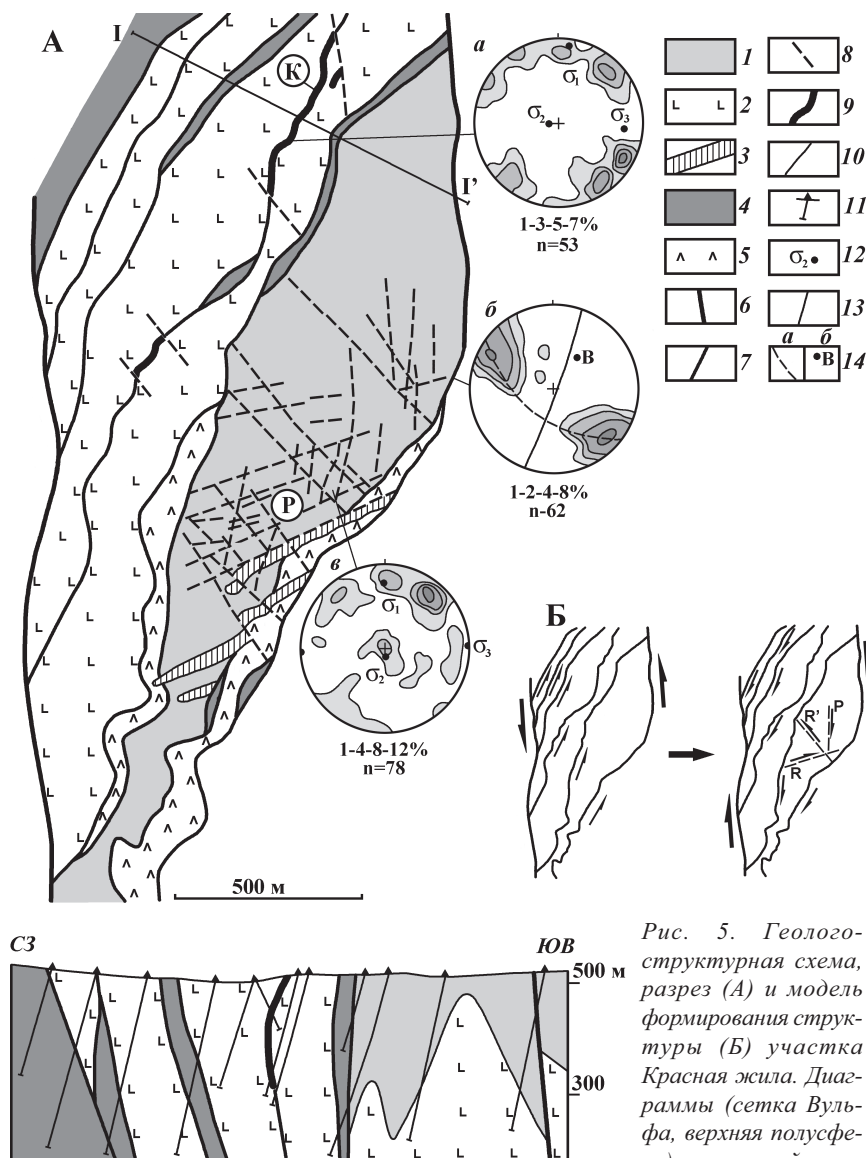 А
I
К
I’
Р
а
σ₁
σ₂
σ₃
1-3-5-7%
n=53
б
В
1-2-4-8%
n-62
в
σ₁
σ₂
σ₃
1-4-8-12%
n=78
1
2
3
4
5
6
7
8
9
10
11
σ₂ 12
13
а б
В 14
Б
R’ P
R
500 м
СЗ ЮВ
500 м
300
Рис. 5. Геолого-
структурная схема,
разрез (А) и модель
формирования струк-
туры (Б) участка
Красная жила. Диаг-
раммы (сетка Вуль-
фа, верхняя полусфе-